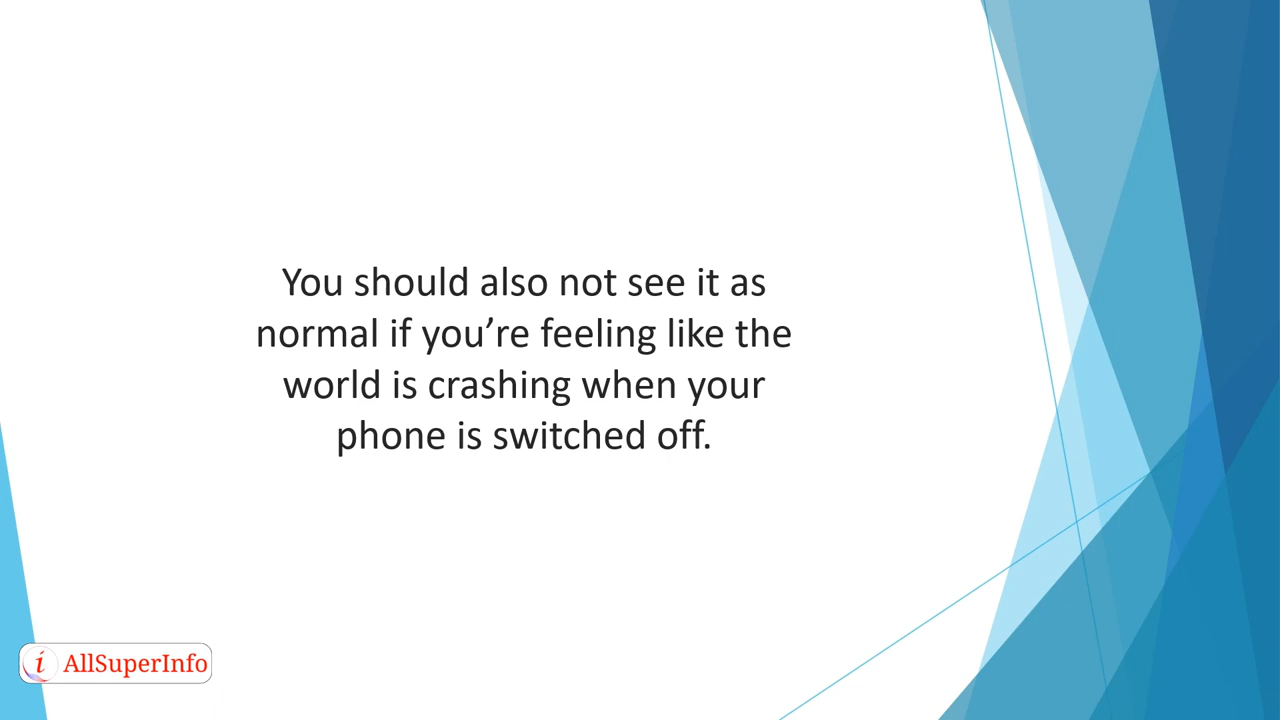 You should also not see it as
normal if you’re feeling like the
world is crashing when your
phone is switched off.
i AllSuperInfo